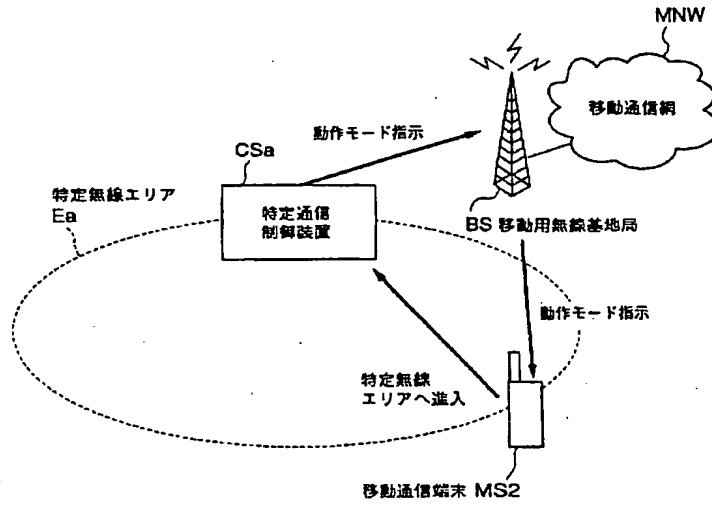 MNW
移動通信網
動作モード指示
CSa
特定無線エリア
Ea
特定通信
制御装置
BS 移動用無線基地局
動作モード指示
特定無線
エリアへ進入
移動通信端末 MS2